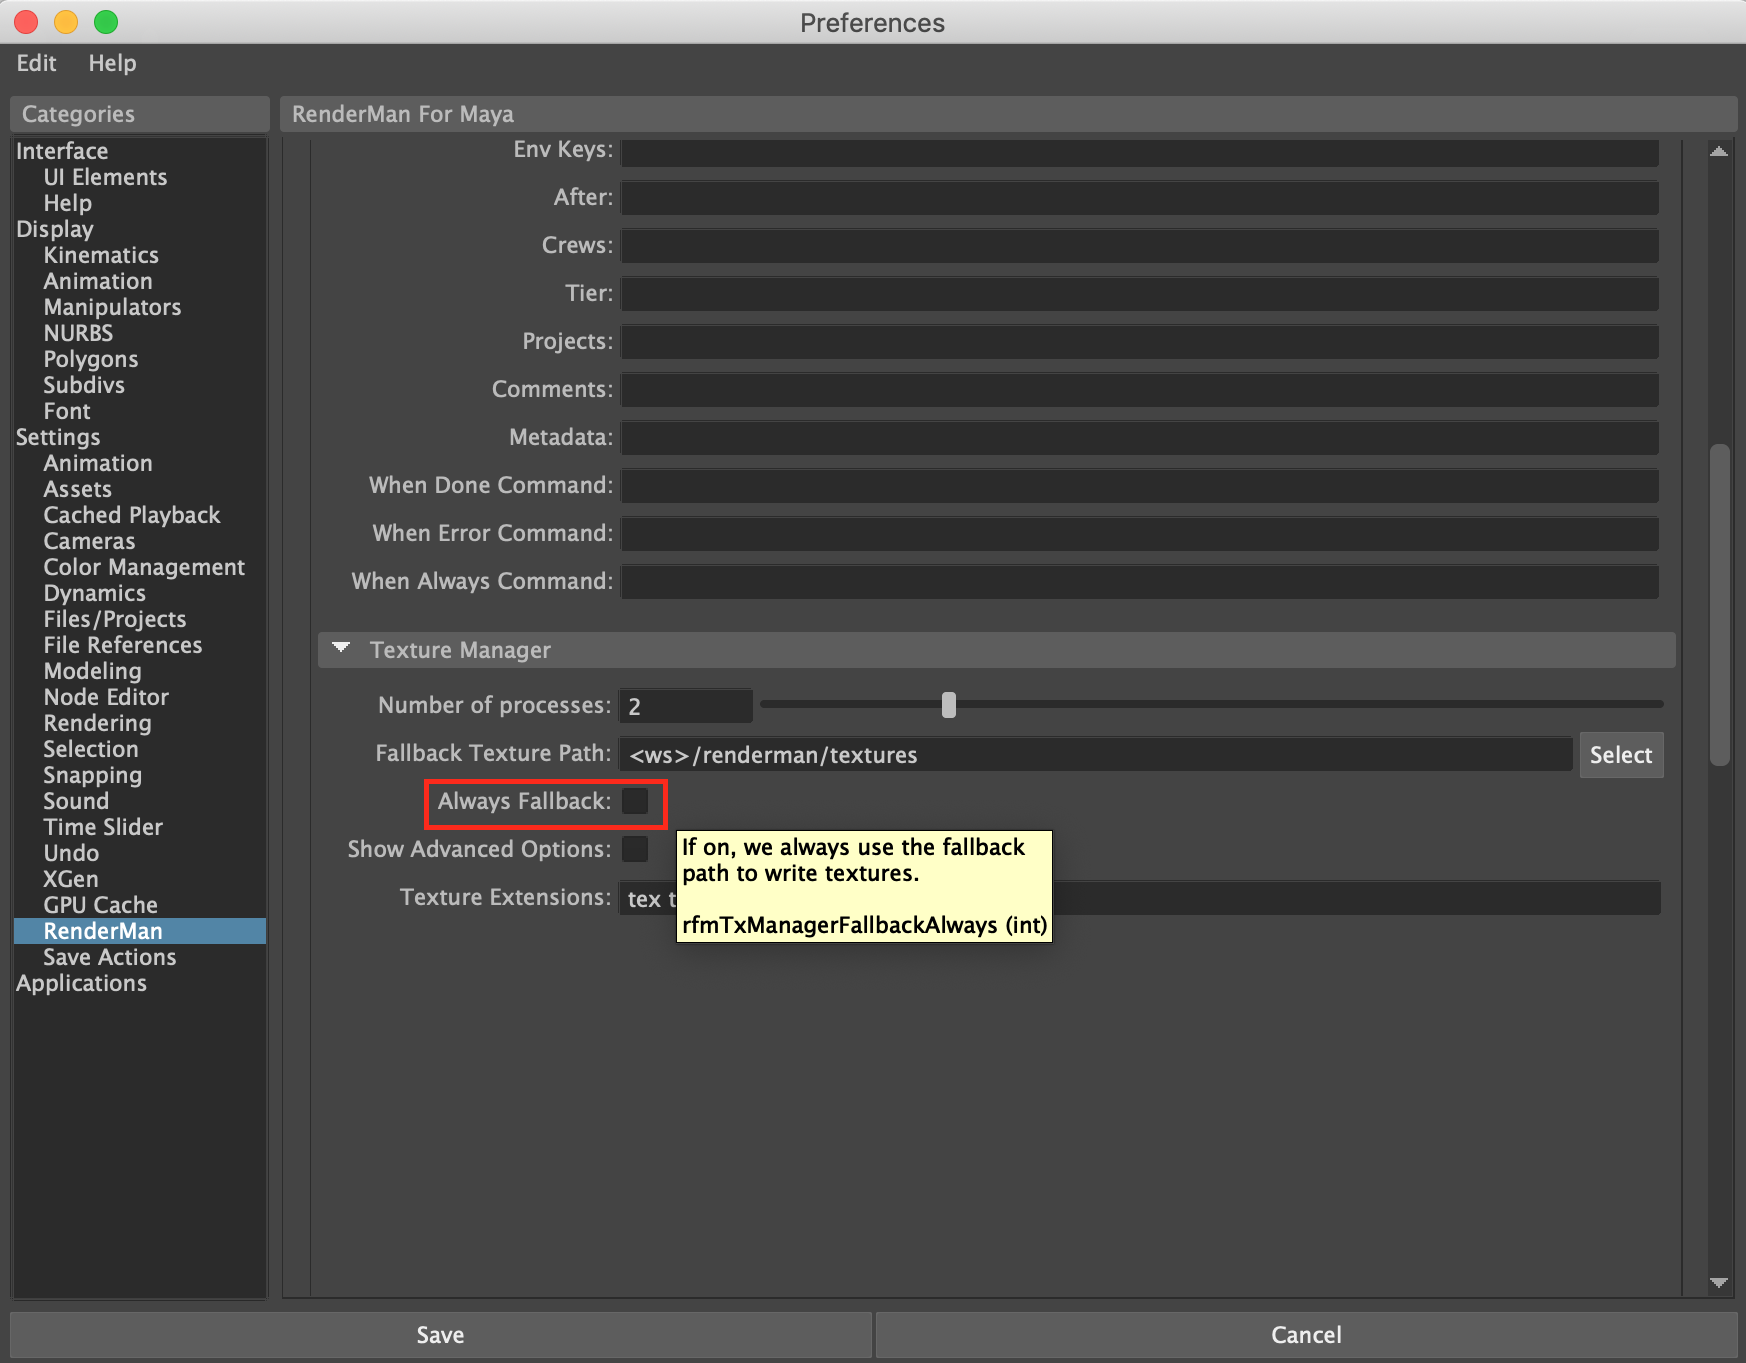 Preferences
Edit Help
Categories
Interface
UI Elements
Help
Display
Kinematics
Animation
Manipulators
NURBS
Polygons
Subdivs
Font
Settings
Animation
Assets
Cached Playback
Cameras
Color Management
Dynamics
Files/Projects
File References
Modeling
Node Editor
Rendering
Selection
Snapping
Sound
Time Slider
Undo
XGen
GPU Cache
RenderMan
Save Actions
Applications
RenderMan For Maya
Env Keys:
After:
Crews:
Tier:
Projects:
Comments:
Metadata:
When Done Command:
When Error Command:
When Always Command:
Texture Manager
Number of processes: 2
Fallback Texture Path: <ws>/renderman/textures Select
Always Fallback:
Show Advanced Options:
Texture Extensions: tex
If on, we always use the fallback
path to write textures.
rfmTxManagerFallbackAlways (int)
Save Cancel